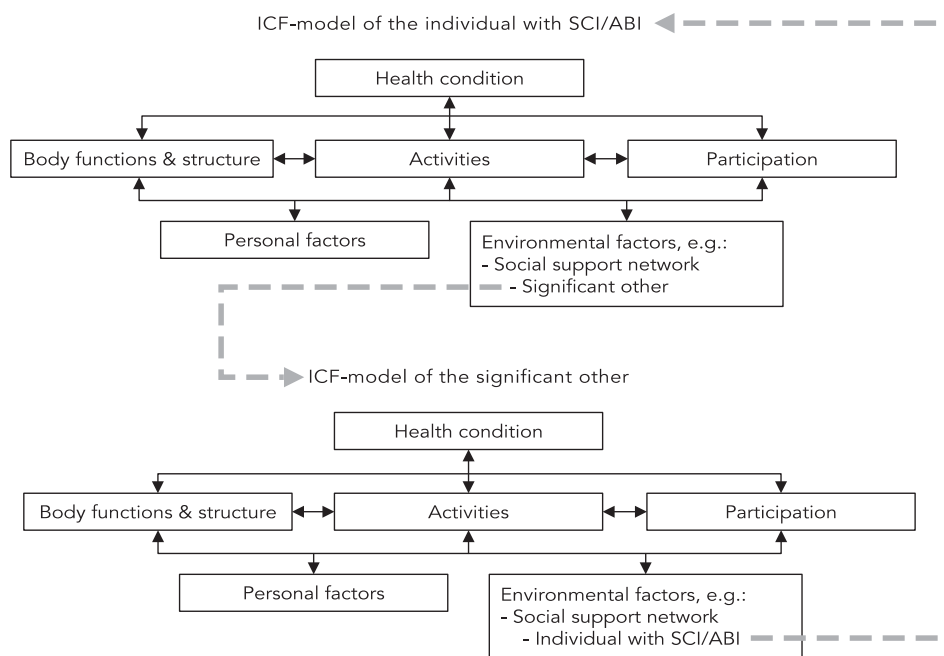 ICF-model of the individual with SCI/ABI
Health condition
Body functions & structure
Activities
Participation
Personal factors
Environmental factors, e.g.:
- Social support network
- Significant other
ICF-model of the significant other
Health condition
Body functions & structure
Activities
Participation
Personal factors
Environmental factors, e.g.:
- Social support network
- Individual with SCI/ABI